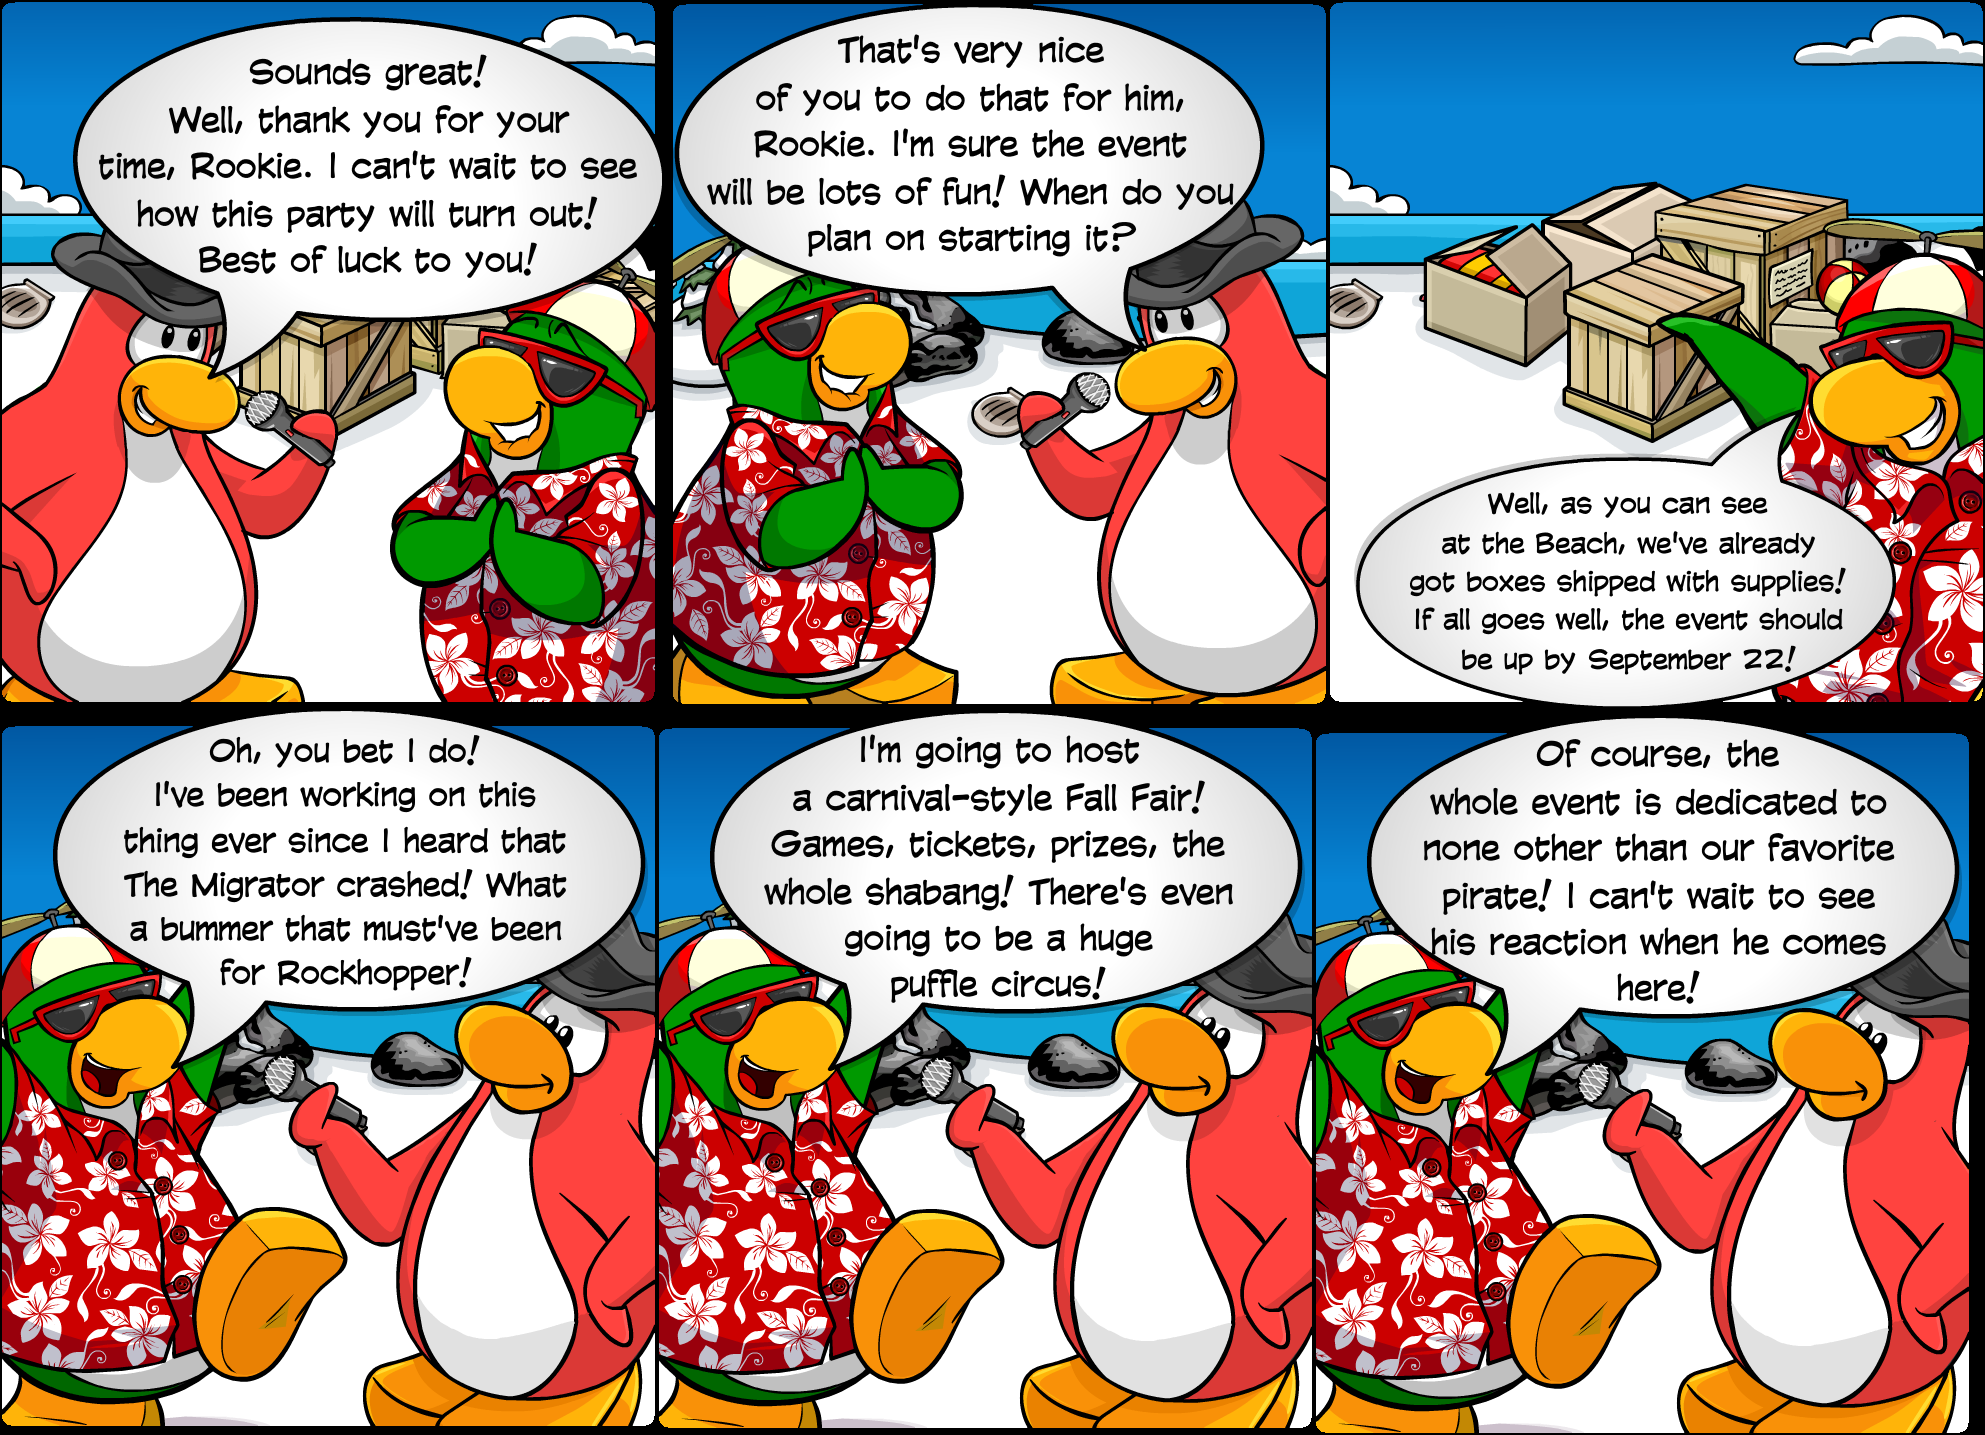 Sounds great!
Well, thank you for your
time, Rookie. I can't wait to see
how this party will turn out!
Best of luck to you!
That's very nice
of you to do that for him,
Rookie. I'm sure the event
will be lots of fun! When do you
plan on starting it?
Well, as you can see
at the Beach, we've already
got boxes shipped with supplies!
If all goes well, the event should
be up by September 22!
Oh, you bet I do!
I've been working on this
thing ever since I heard that
The Migrator crashed! What
a bummer that must've been
for Rockhopper!
I'm going to host
a carnival-style Fall Fair!
Games, tickets, prizes, the
whole shabang! There's even
going to be a huge
puffle circus!
Of course, the
whole event is dedicated to
none other than our favorite
pirate! I can't wait to see
his reaction when he comes
here!